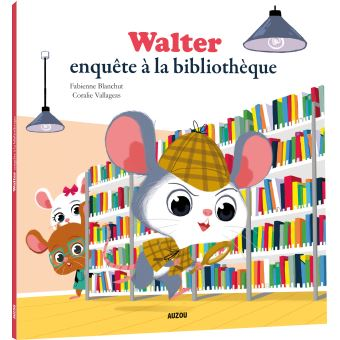 Walter
enquête à la bibliothèque
Fabienne Blanchut
Coralie Vallageas
AUZOU